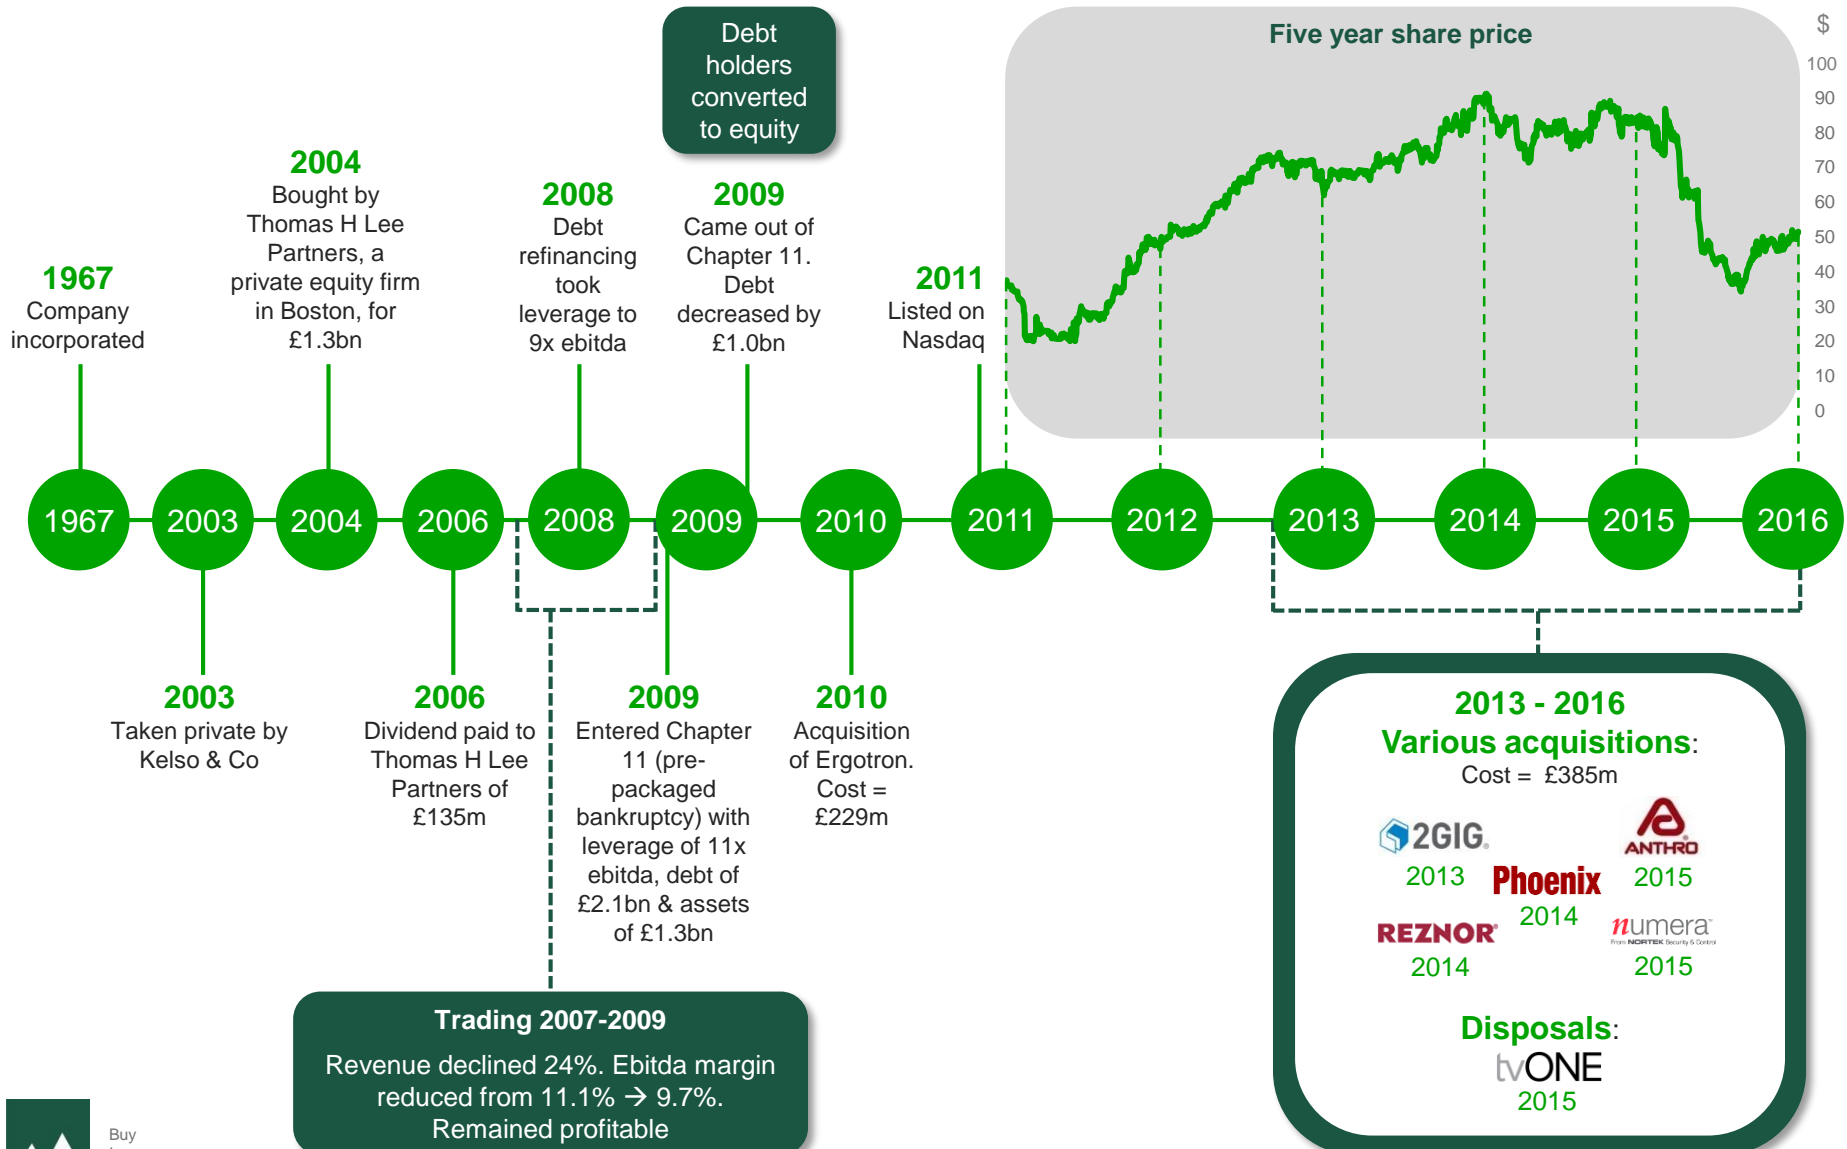 Debt
holders
converted
to equity
Five year share price
$
100
90
80
70
60
50
40
30
20
10
0
1967
Company
incorporated
2004
Bought by
Thomas H Lee
Partners, a
private equity firm
in Boston, for
£1.3bn
2008
Debt
refinancing
took
leverage to
9x ebitda
2009
Came out of
Chapter 11.
Debt
decreased by
£1.0bn
2011
Listed on
Nasdaq
1967
2003
2004
2006
2008
2009
2010
2011
2012
2013
2014
2015
2016
2003
Taken private by
Kelso & Co
2006
Dividend paid to
Thomas H Lee
Partners of
£135m
2009
Entered Chapter
11 (pre-
packaged
bankruptcy) with
leverage of 11x
ebitda, debt of
£2.1bn & assets
of £1.3bn
2010
Acquisition
of Ergotron.
Cost =
£229m
2013 - 2016
Various acquisitions:
Cost = £385m
2GIG.
2013
ANTHRO
2015
Phoenix
2014
REZNOR
2014
numera™
From NORTEK Security & Control
2015
Disposals:
tvONE
2015
Trading 2007-2009
Revenue declined 24%. Ebitda margin
reduced from 11.1% → 9.7%.
Remained profitable
Buy